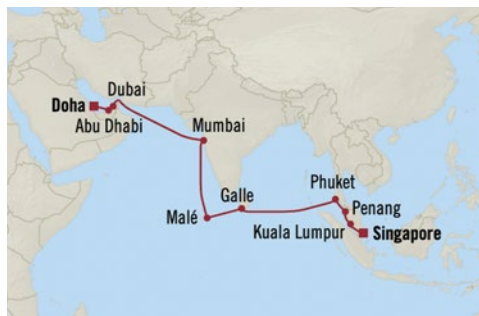 Dubai
Doha
Abu Dhabi
Mumbai
Galle
Malé
Phuket
Penang
Kuala Lumpur
Singapore